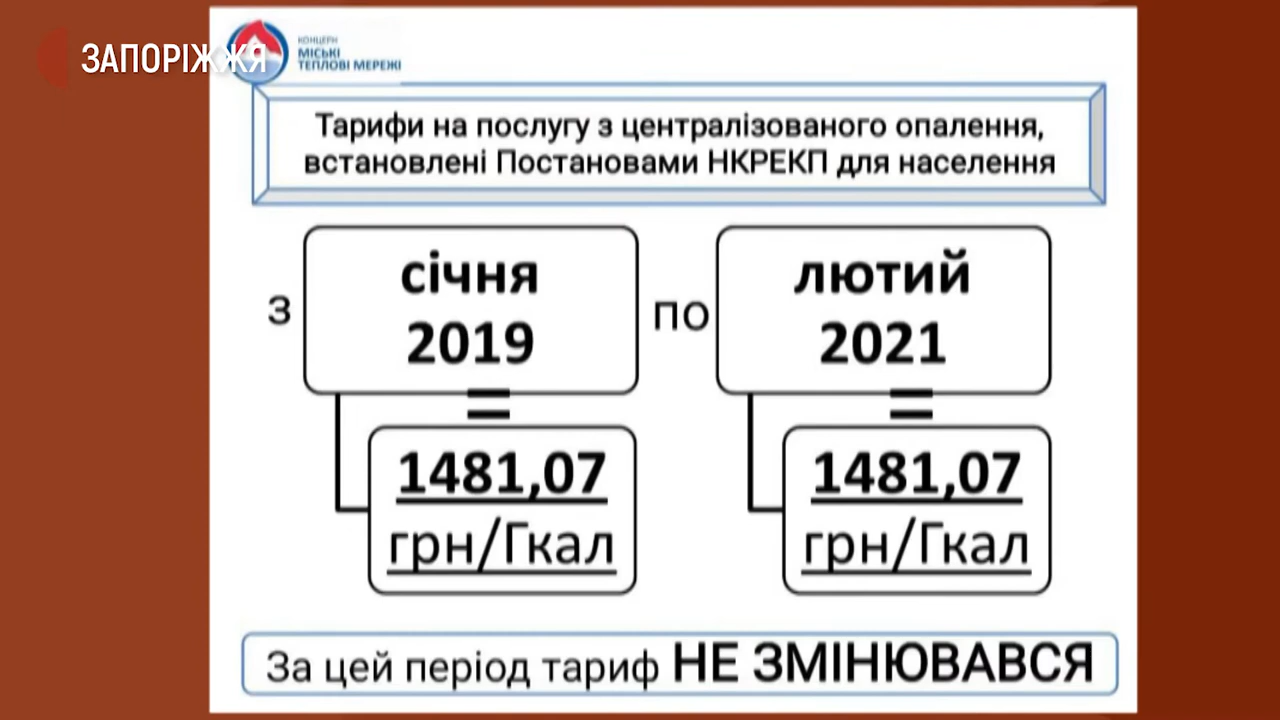 ЗАПОРІЖЖЯ
КОНЦЕРН
МІСЬКІ
ТЕПЛОВІ МЕРЕЖІ
Тарифи на послугу з централізованого опалення,
встановлені Постановами НКРЕКП для населення
з
січня
2019
=
1481,07
грн/Гкал
по
лютий
2021
=
1481,07
грн/Гкал
За цей період тариф НЕ ЗМІНЮВАВСЯ